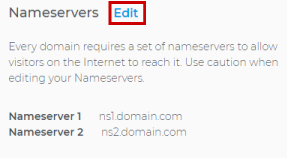 Nameservers Edit
Every domain requires a set of nameservers to allow
visitors on the Internet to reach it. Use caution when
editing your Nameservers.
Nameserver 1 ns1.domain.com
Nameserver 2 ns2.domain.com